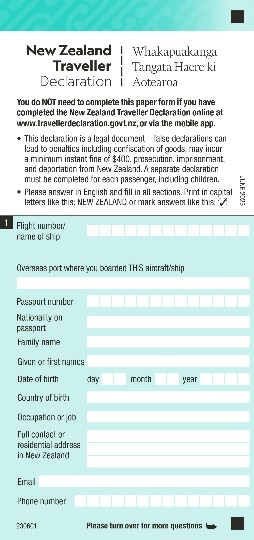 New Zealand
Traveller
Declaration
Whakapuakanga
Tangata Haere ki
Aotearoa
You do NOT need to complete this paper form if you have
completed the New Zealand Traveller Declaration online at
www.travellerdeclaration.govt.nz, or via the mobile app.
• This declaration is a legal document – false declarations can
lead to penalties including confiscation of goods, may incur
a minimum instant fine of $400, prosecution, imprisonment,
and deportation from New Zealand. A separate declaration
must be completed for each passenger, including children.
• Please answer in English and fill in all sections. Print in capital
letters like this: NEW ZEALAND or mark answers like this:
JUNE 2023
1
Flight number/
name of ship
Overseas port where you boarded THIS aircraft/ship
Passport number
Nationality on
passport
Family name
Given or first names
Date of birth day month year
Country of birth
Occupation or job
Full contact or
residential address
in New Zealand
Email
Phone number
230601
Please turn over for more questions